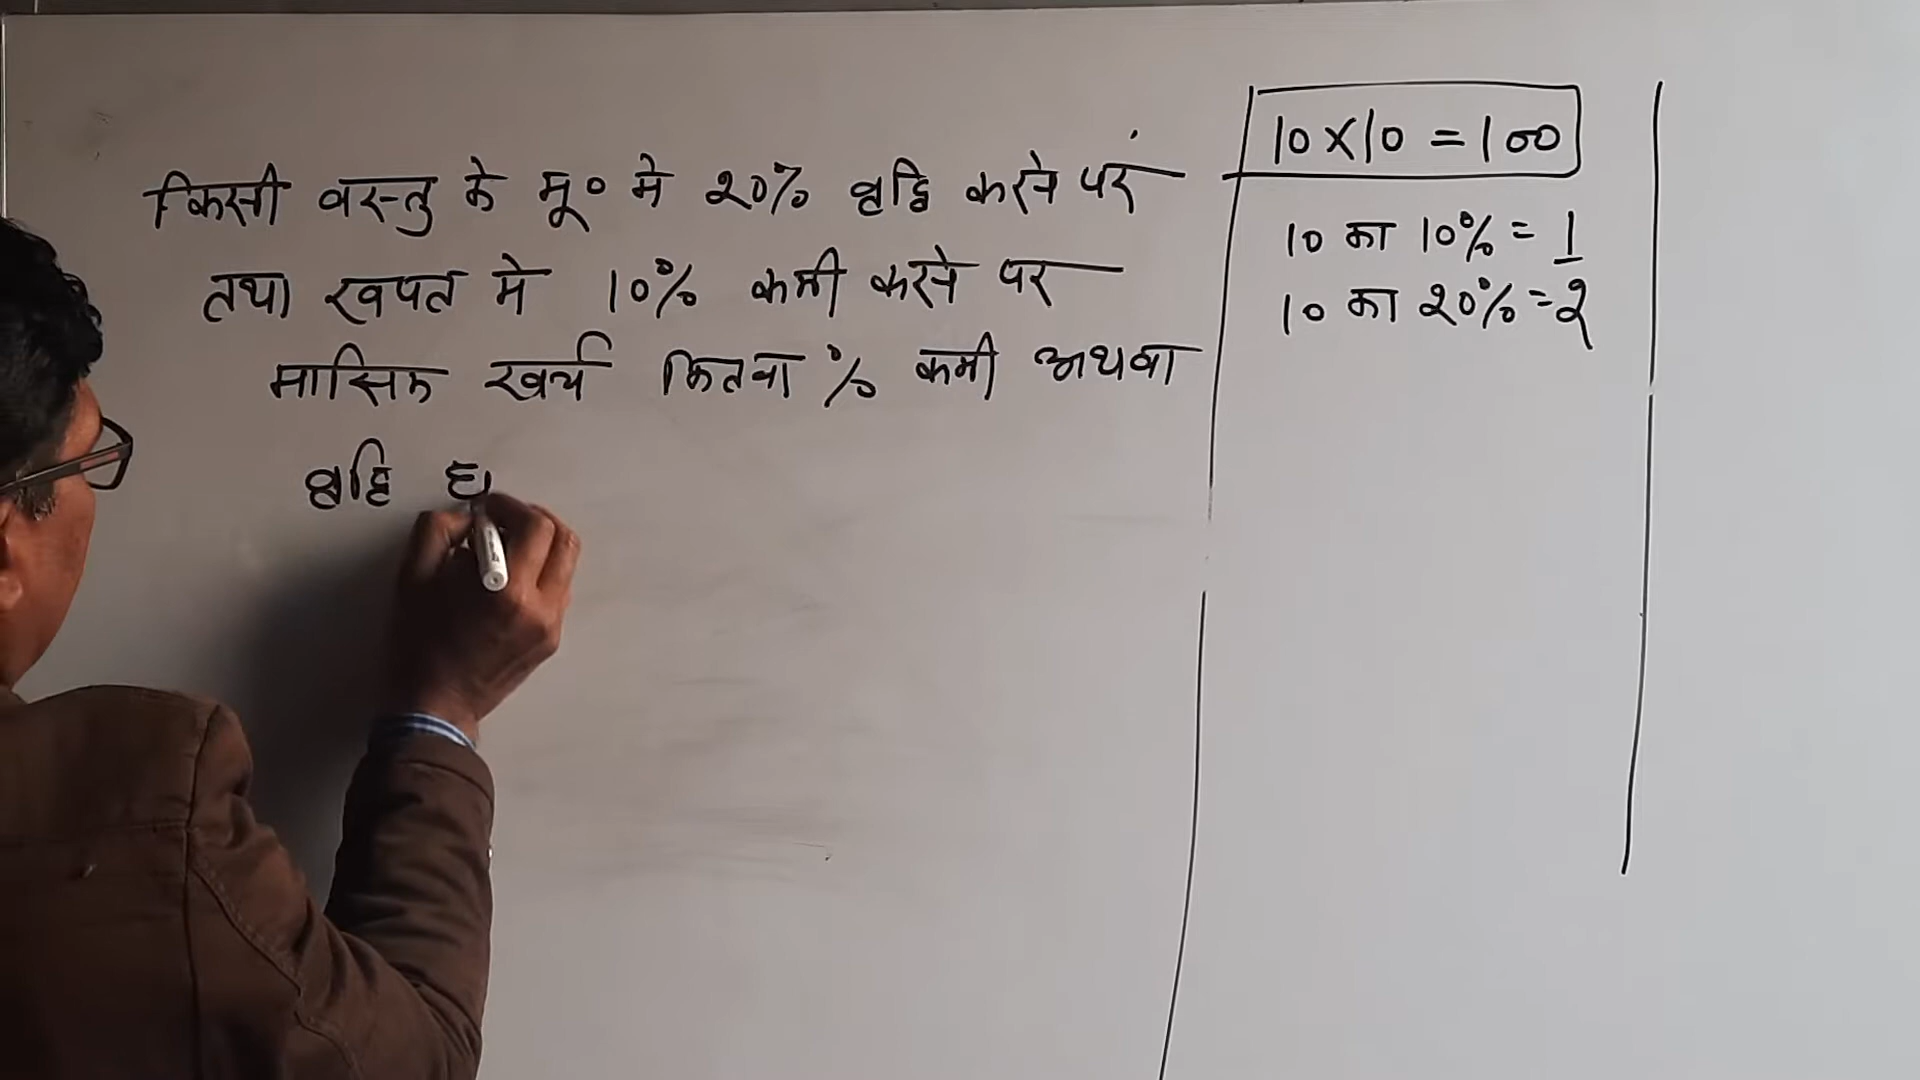 किसी वस्तु के मू० मे 20% वृद्धि करने पर
तथा खपत मे 10% कमी करने पर
मासिक खर्च कितना % कमी अथवा
वृद्धि
10 × 10 = 100
10 का 10% = 1
10 का 20% = 2